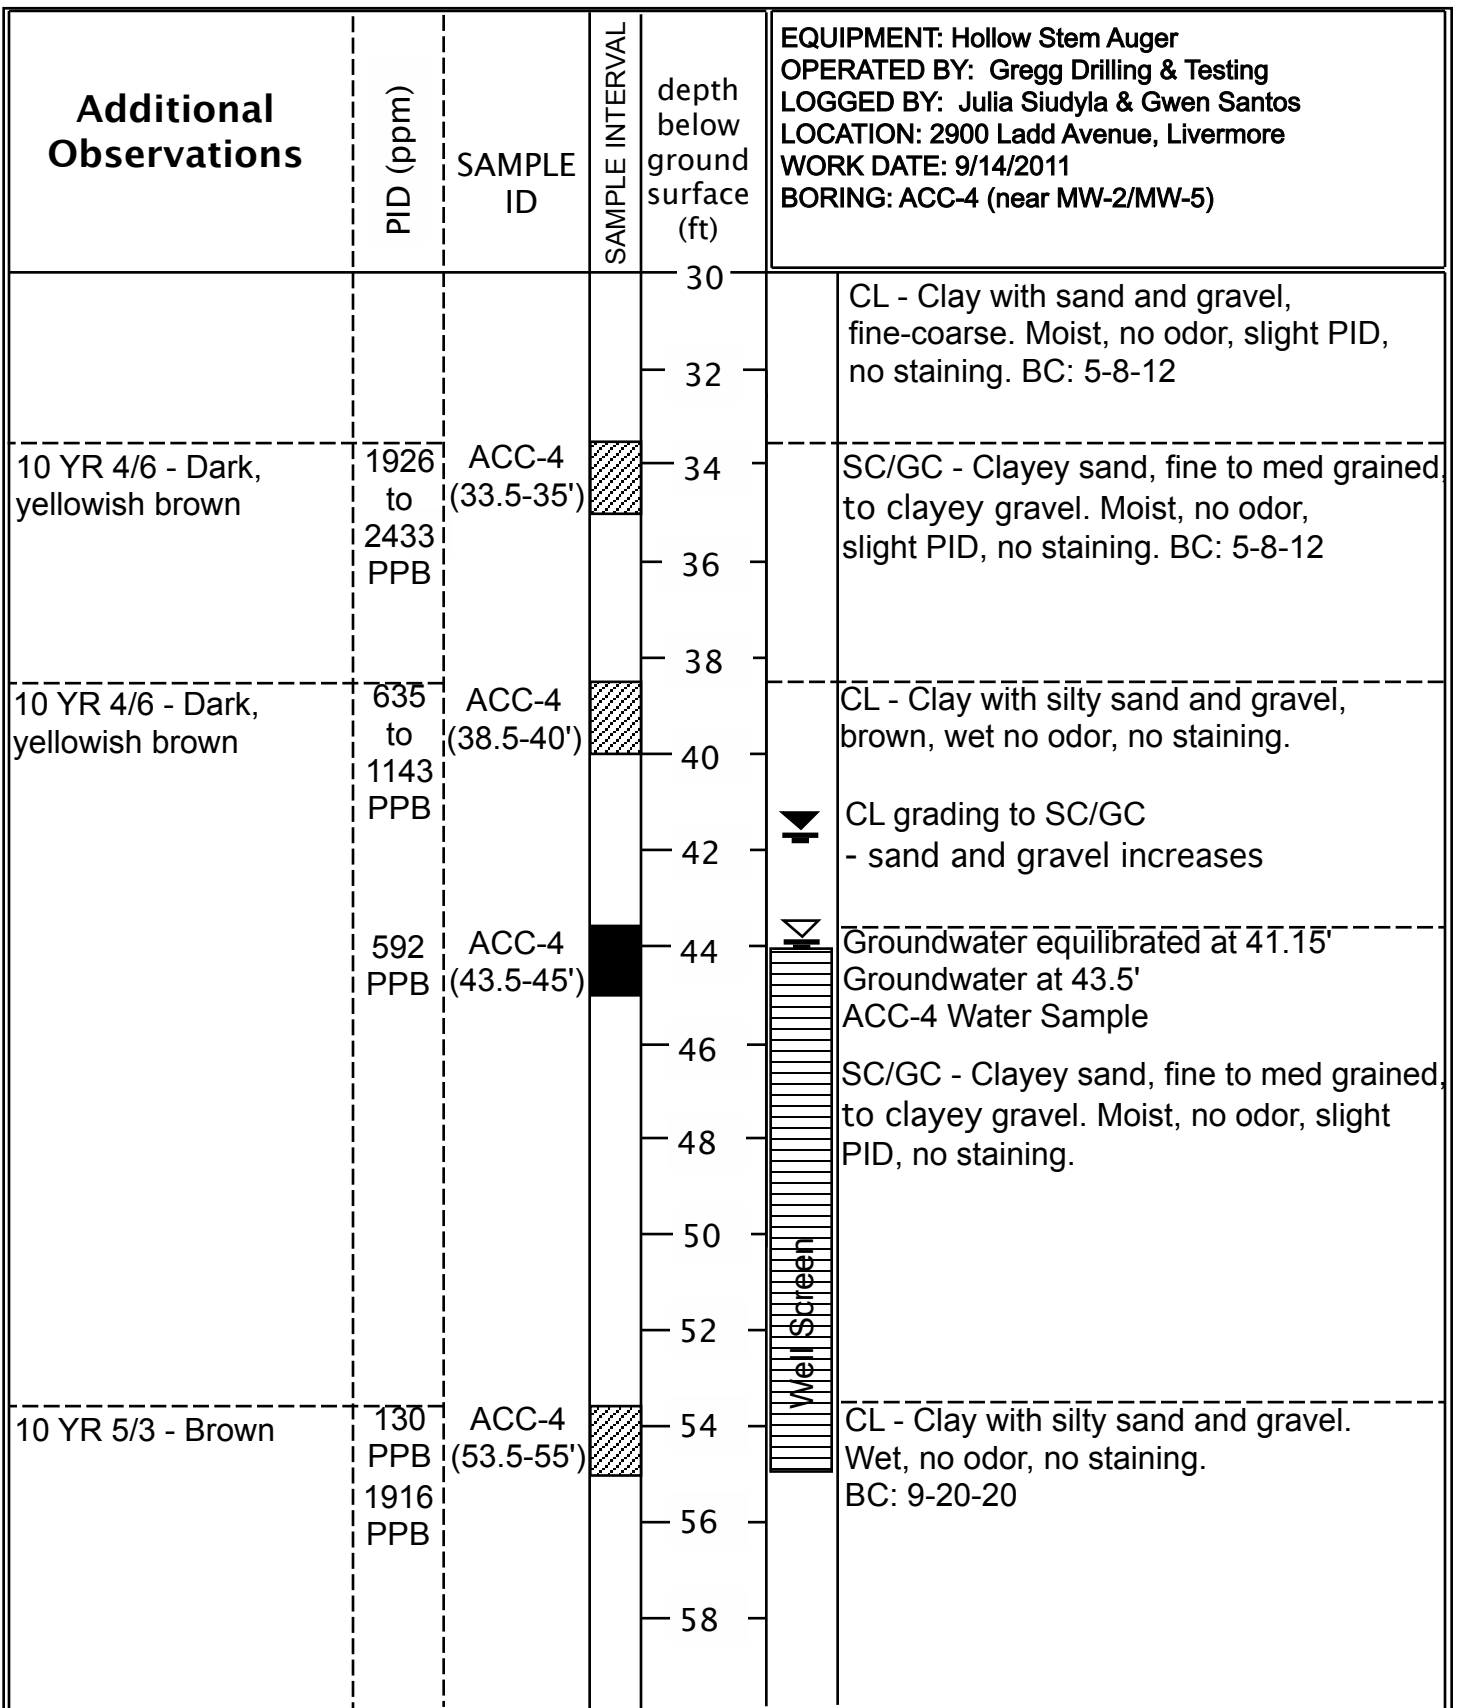 Additional
Observations
PID (ppm)
SAMPLE
ID
SAMPLE INTERVAL
depth
below
ground
surface
(ft)
EQUIPMENT: Hollow Stem Auger
OPERATED BY: Gregg Drilling & Testing
LOGGED BY: Julia Siudyla & Gwen Santos
LOCATION: 2900 Ladd Avenue, Livermore
WORK DATE: 9/14/2011
BORING: ACC-4 (near MW-2/MW-5)
30
CL - Clay with sand and gravel,
fine-coarse. Moist, no odor, slight PID,
no staining. BC: 5-8-12
32
10 YR 4/6 - Dark,
yellowish brown
1926
to
2433
PPB
ACC-4
(33.5-35')
34
SC/GC - Clayey sand, fine to med grained,
to clayey gravel. Moist, no odor,
slight PID, no staining. BC: 5-8-12
36
38
10 YR 4/6 - Dark,
yellowish brown
635
to
1143
PPB
ACC-4
(38.5-40')
40
CL - Clay with silty sand and gravel,
brown, wet no odor, no staining.
CL grading to SC/GC
- sand and gravel increases
42
592
PPB
ACC-4
(43.5-45')
44
Groundwater equilibrated at 41.15'
Groundwater at 43.5'
ACC-4 Water Sample
46
SC/GC - Clayey sand, fine to med grained,
to clayey gravel. Moist, no odor, slight
PID, no staining.
48
50
Well Screen
52
10 YR 5/3 - Brown
130
PPB
1916
PPB
ACC-4
(53.5-55')
54
CL - Clay with silty sand and gravel.
Wet, no odor, no staining.
BC: 9-20-20
56
58